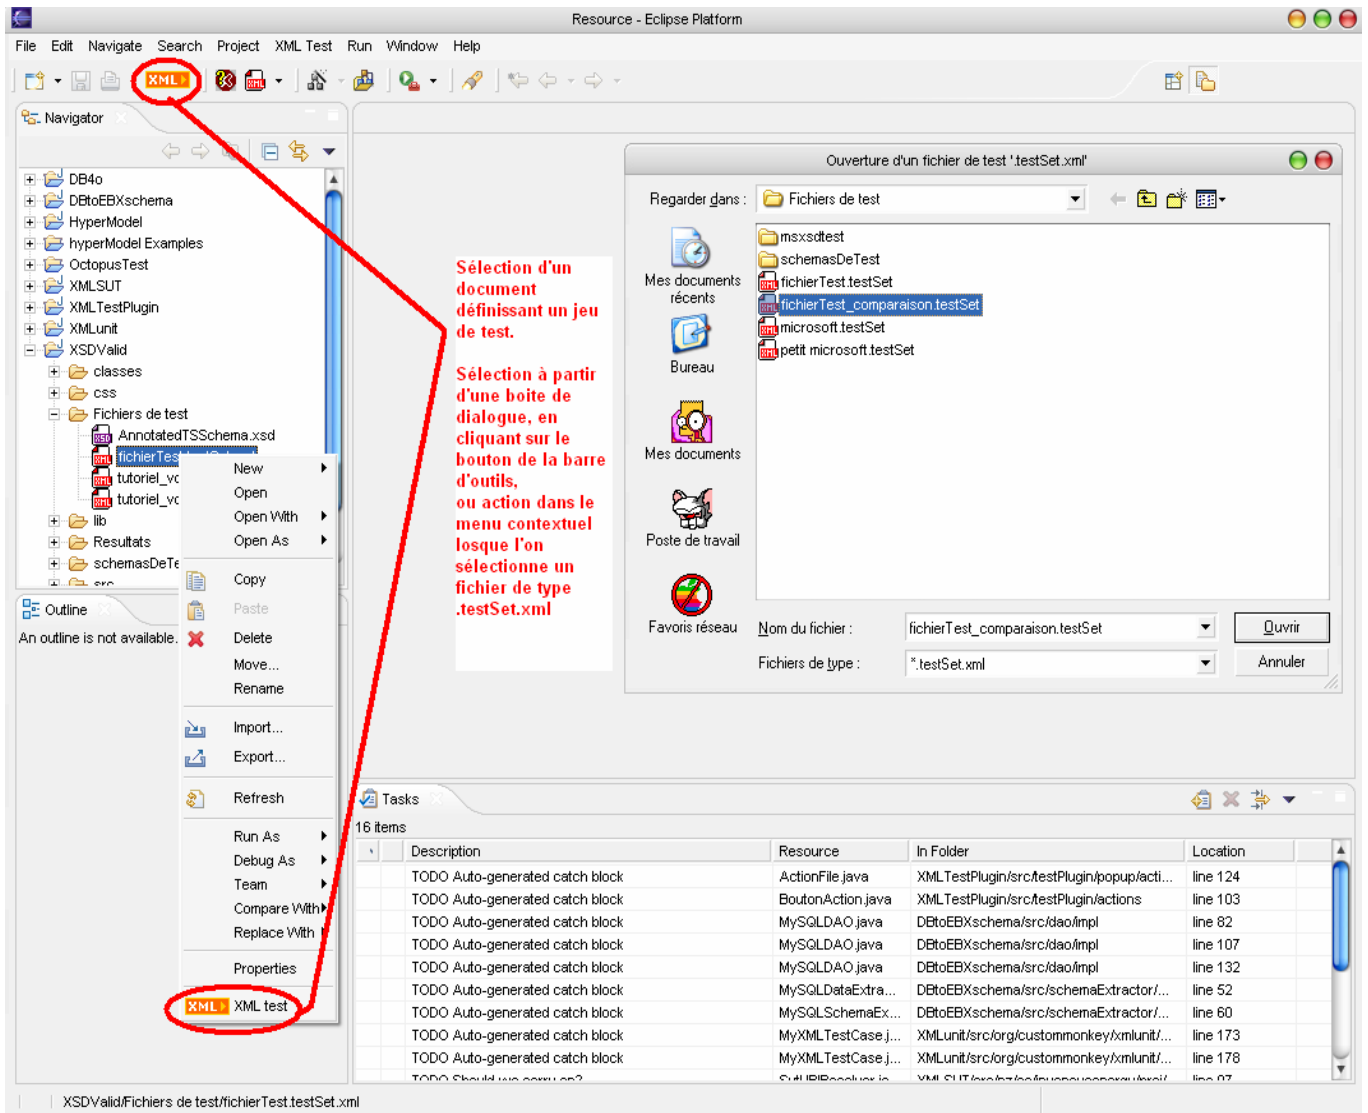 Resource - Eclipse Platform
File Edit Navigate Search Project XML Test Run Window Help
XML
Navigator
DB4o
DBtoEBXschema
HyperModel
hyperModel Examples
OctopusTest
XMLSUT
XMLTestPlugin
XMLunit
XSDValid
classes
css
Fichiers de test
AnnotatedTSSchema.xsd
fichierTest
tutoriel_vo
tutoriel_vo
lib
Resultats
schemasDeTe
src
New
Open
Open With
Open As
Copy
Paste
Delete
Move...
Rename
Import...
Export...
Refresh
Run As
Debug As
Team
Compare With
Replace With
Properties
XML XML test
Outline
An outline is not available.
Sélection d'un
document
définissant un jeu
de test.
Sélection à partir
d'une boite de
dialogue, en
cliquant sur le
bouton de la barre
d'outils,
ou action dans le
menu contextuel
losque l'on
sélectionne un
fichier de type
.testSet.xml
Ouverture d'un fichier de test '.testSet.xml'
Regarder dans : Fichiers de test
Mes documents
récents
Bureau
Mes documents
Poste de travail
Favoris réseau
msxsdtest
schemasDeTest
fichierTest.testSet
fichierTest_comparaison.testSet
microsoft.testSet
petit microsoft.testSet
Nom du fichier : fichierTest_comparaison.testSet Ouvrir
Fichiers de type : *.testSet.xml Annuler
Tasks
16 items
Description Resource In Folder Location
TODO Auto-generated catch block ActionFile.java XMLTestPlugin/src/testPlugin/popup/acti... line 124
TODO Auto-generated catch block BoutonAction.java XMLTestPlugin/src/testPlugin/actions line 103
TODO Auto-generated catch block MySQLDAO.java DBtoEBXschema/src/dao/impl line 82
TODO Auto-generated catch block MySQLDAO.java DBtoEBXschema/src/dao/impl line 107
TODO Auto-generated catch block MySQLDAO.java DBtoEBXschema/src/dao/impl line 132
TODO Auto-generated catch block MySQLDataExtra... DBtoEBXschema/src/schemaExtractor/... line 52
TODO Auto-generated catch block MySQLSchemaEx... DBtoEBXschema/src/schemaExtractor/... line 60
TODO Auto-generated catch block MyXMLTestCase.j... XMLunit/src/org/custommonkey/xmlunit/... line 173
TODO Auto-generated catch block MyXMLTestCase.j... XMLunit/src/org/custommonkey/xmlunit/... line 178
TODO Should we carry on? line 97
XSDValid/Fichiers de test/fichierTest.testSet.xml